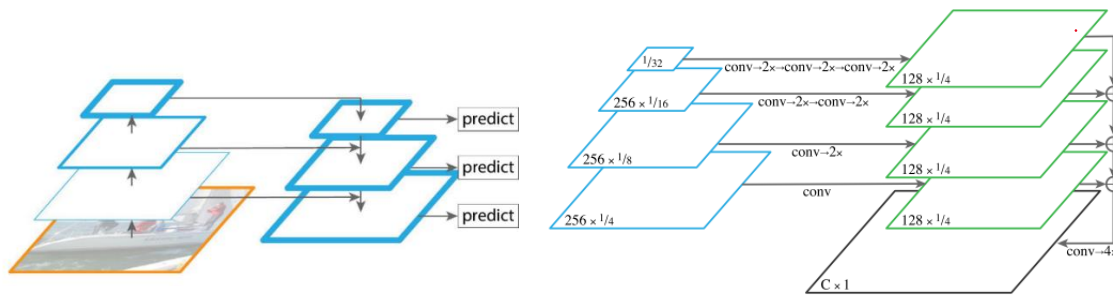 predict
predict
predict
1/32
conv→2×→conv→2×→conv→2×
128 × 1/4
256 × 1/16
conv→2×→conv→2×
128 × 1/4
256 × 1/8
conv→2×
128 × 1/4
256 × 1/4
conv
128 × 1/4
conv→4×
C × 1